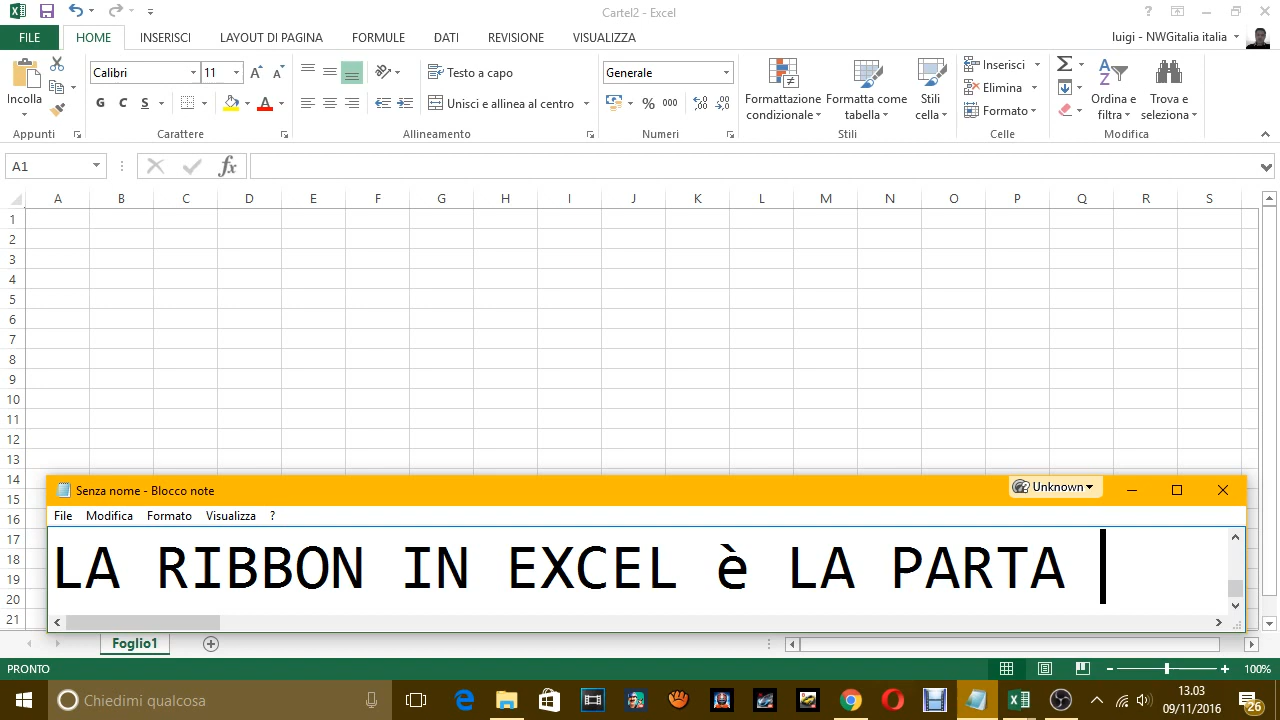 Cartel2 - Excel
?
FILE HOME INSERISCI LAYOUT DI PAGINA FORMULE DATI REVISIONE VISUALIZZA
luigi - NWGitalia italia
Incolla
Appunti
Calibri 11
G C S
Carattere
Testo a capo
Unisci e allinea al centro
Allineamento
Generale
% 000
Numeri
Formattazione condizionale
Formatta come tabella
Stili cella
Stili
Inserisci
Elimina
Formato
Celle
Ordina e filtra
Trova e seleziona
Modifica
A1
fx
A B C D E F G H I J K L M N O P Q R S
1
2
3
4
5
6
7
8
9
10
11
12
13
14
15
16
17
18
19
20
21
Senza nome - Blocco note
Unknown
File Modifica Formato Visualizza ?
LA RIBBON IN EXCEL è LA PARTA
Foglio1
PRONTO
100%
Chiedimi qualcosa
13.03
09/11/2016
26